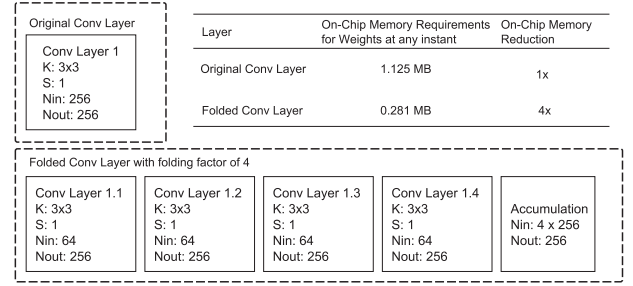 Original Conv Layer
Conv Layer 1
K: 3x3
S: 1
Nin: 256
Nout: 256
Layer
On-Chip Memory Requirements
for Weights at any instant
On-Chip Memory
Reduction
Original Conv Layer 1.125 MB 1x
Folded Conv Layer 0.281 MB 4x
Folded Conv Layer with folding factor of 4
Conv Layer 1.1
K: 3x3
S: 1
Nin: 64
Nout: 256
Conv Layer 1.2
K: 3x3
S: 1
Nin: 64
Nout: 256
Conv Layer 1.3
K: 3x3
S: 1
Nin: 64
Nout: 256
Conv Layer 1.4
K: 3x3
S: 1
Nin: 64
Nout: 256
Accumulation
Nin: 4 x 256
Nout: 256